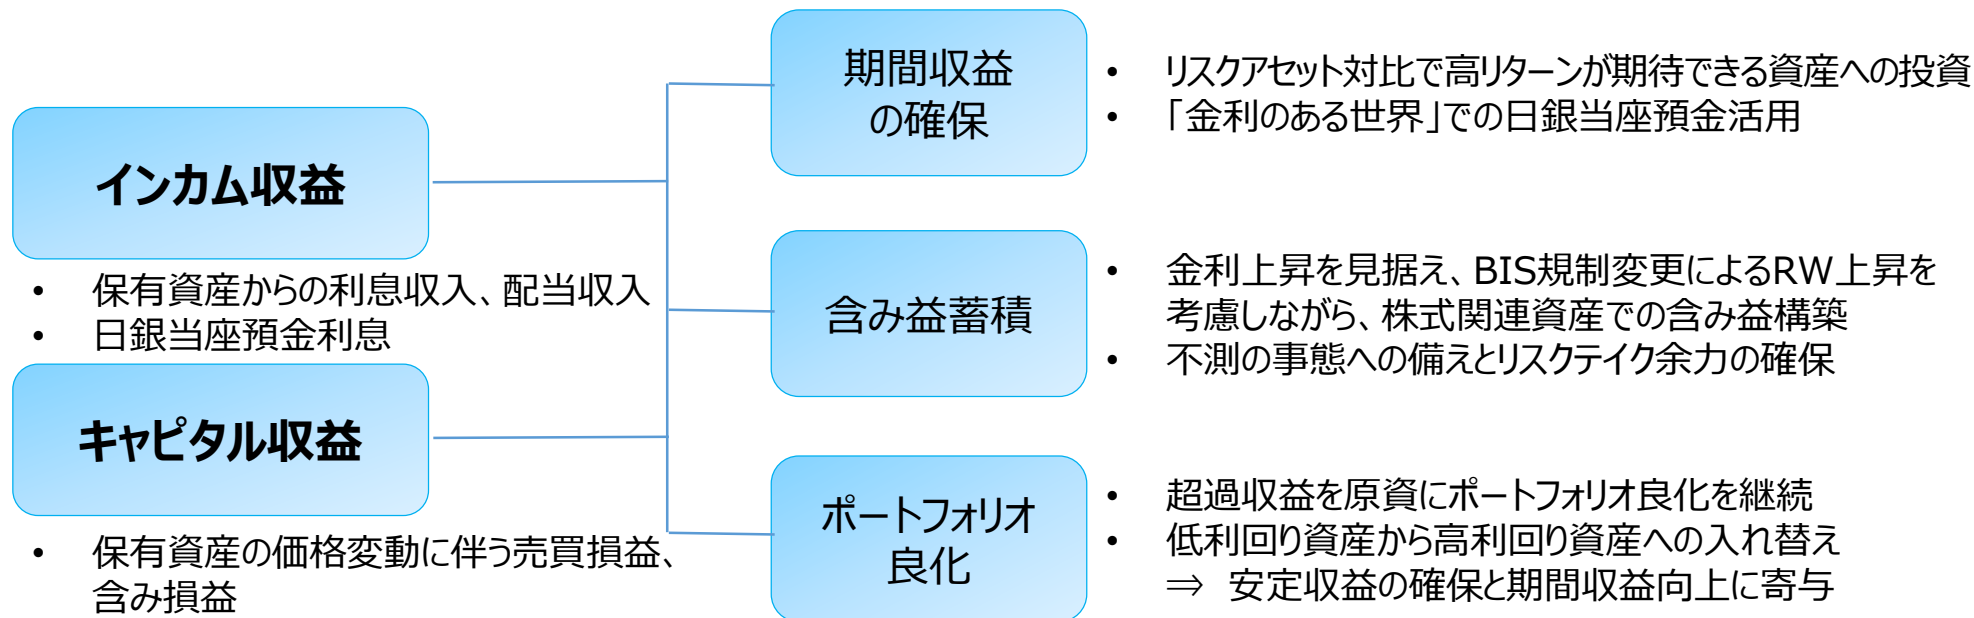 インカム収益
• 保有資産からの利息収入、配当収入
• 日銀当座預金利息
キャピタル収益
• 保有資産の価格変動に伴う売買損益、
含み損益
期間収益
の確保
• リスクアセット対比で高リターンが期待できる資産への投資
• 「金利のある世界」での日銀当座預金活用
含み益蓄積
• 金利上昇を見据え、BIS規制変更によるRW上昇を
考慮しながら、株式関連資産での含み益構築
• 不測の事態への備えとリスクテイク余力の確保
ポートフォリオ
良化
• 超過収益を原資にポートフォリオ良化を継続
• 低利回り資産から高利回り資産への入れ替え
⇒ 安定収益の確保と期間収益向上に寄与